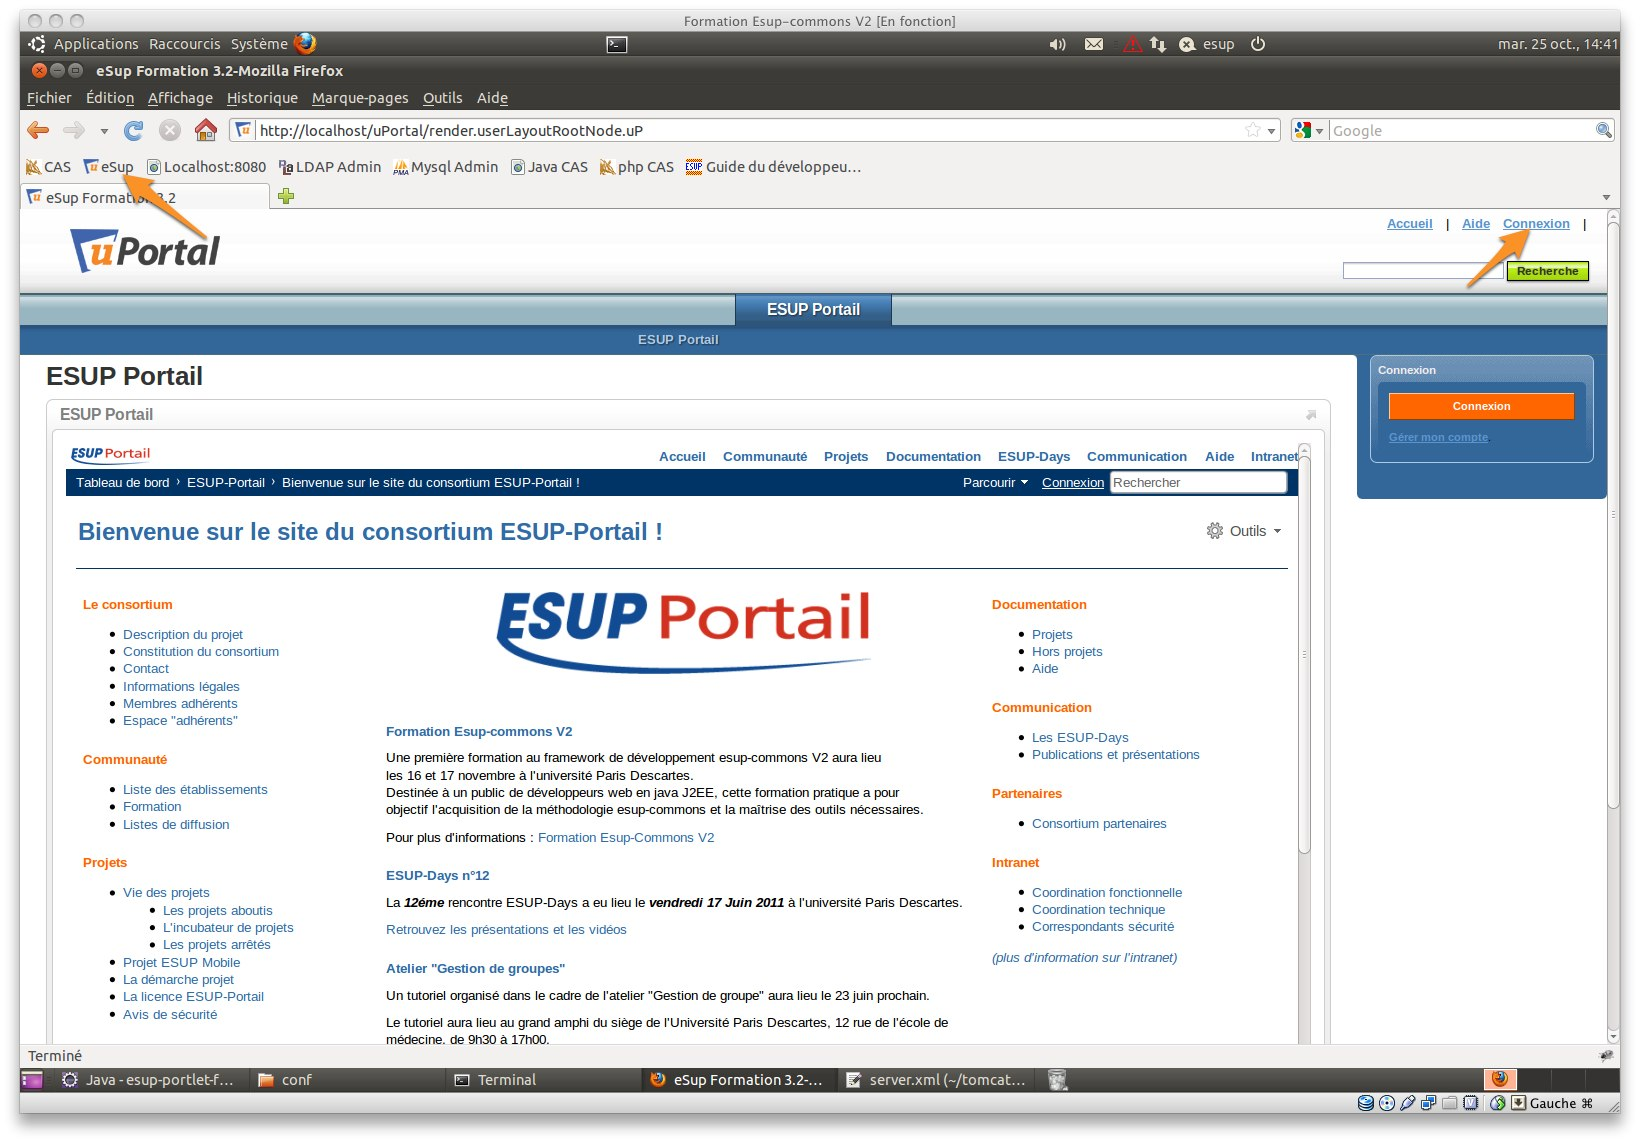 Formation Esup-commons V2 [En fonction]
Applications Raccourcis Système esup mar. 25 oct., 14:41
eSup Formation 3.2-Mozilla Firefox
Fichier Édition Affichage Historique Marque-pages Outils Aide
http://localhost/uPortal/render.userLayoutRootNode.uP Google
CAS eSup Localhost:8080 LDAP Admin Mysql Admin Java CAS php CAS Guide du développeu...
eSup Formation 3.2
Accueil | Aide Connexion |
uPortal
Recherche
ESUP Portail
ESUP Portail
ESUP Portail
Connexion
Connexion
Gérer mon compte
ESUP Portail
ESUP Portail
Accueil Communauté Projets Documentation ESUP-Days Communication Aide Intranet
Tableau de bord › ESUP-Portail › Bienvenue sur le site du consortium ESUP-Portail ! Parcourir Connexion Rechercher
Bienvenue sur le site du consortium ESUP-Portail ! Outils
Le consortium
Description du projet
Constitution du consortium
Contact
Informations légales
Membres adhérents
Espace "adhérents"
Communauté
Liste des établissements
Formation
Listes de diffusion
Projets
Vie des projets
Les projets aboutis
L'incubateur de projets
Les projets arrêtés
Projet ESUP Mobile
La démarche projet
La licence ESUP-Portail
Avis de sécurité
ESUP Portail
Formation Esup-commons V2
Une première formation au framework de développement esup-commons V2 aura lieu
les 16 et 17 novembre à l'université Paris Descartes.
Destinée à un public de développeurs web en java J2EE, cette formation pratique a pour
objectif l'acquisition de la méthodologie esup-commons et la maîtrise des outils nécessaires.
Pour plus d'informations : Formation Esup-Commons V2
ESUP-Days n°12
La 12éme rencontre ESUP-Days a eu lieu le vendredi 17 Juin 2011 à l'université Paris Descartes.
Retrouvez les présentations et les vidéos
Atelier "Gestion de groupes"
Un tutoriel organisé dans le cadre de l'atelier "Gestion de groupe" aura lieu le 23 juin prochain.
Le tutoriel aura lieu au grand amphi du siège de l'Université Paris Descartes, 12 rue de l'école de
médecine, de 9h30 à 17h00.
Documentation
Projets
Hors projets
Aide
Communication
Les ESUP-Days
Publications et présentations
Partenaires
Consortium partenaires
Intranet
Coordination fonctionnelle
Coordination technique
Correspondants sécurité
(plus d'information sur l'intranet)
Terminé
Java - esup-portlet-f... conf Terminal eSup Formation 3.2-... server.xml (~/tomcat...
Gauche ⌘